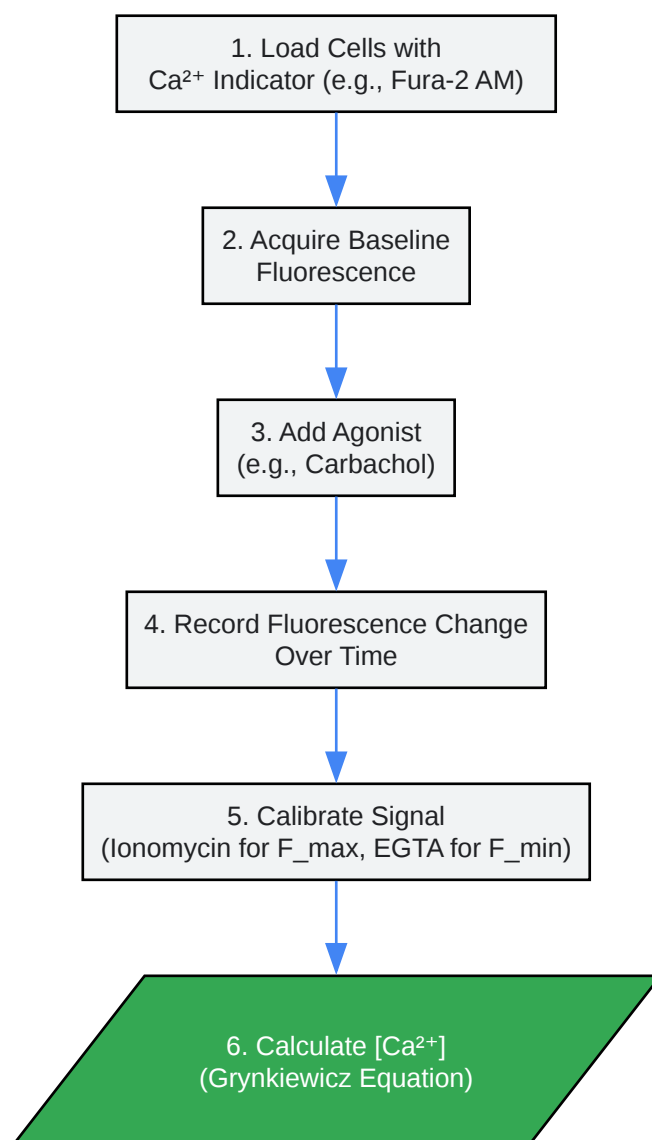 1. Load Cells with
Ca²⁺ Indicator (e.g., Fura-2 AM)
2. Acquire Baseline
Fluorescence
3. Add Agonist
(e.g., Carbachol)
4. Record Fluorescence Change
Over Time
5. Calibrate Signal
(Ionomycin for F_max, EGTA for F_min)
6. Calculate [Ca²⁺]
(Grynkiewicz Equation)